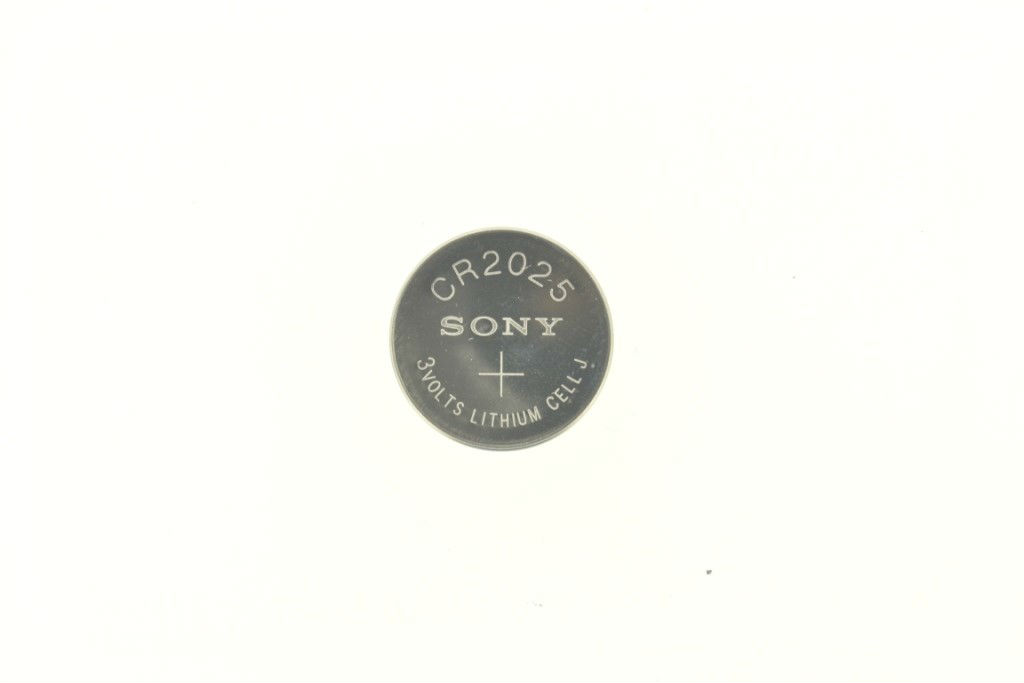 CR2025
SONY
+
3VOLTS LITHIUM CELL J